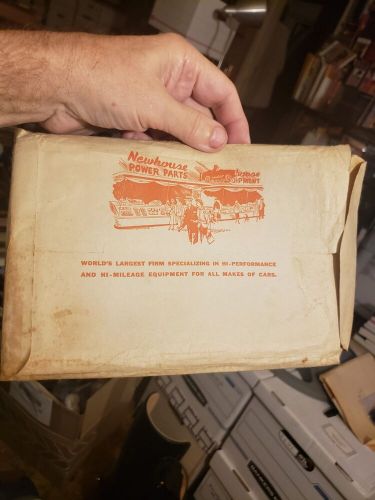 Newhouse
POWER PARTS
EQUIPMENT
WORLD'S LARGEST FIRM SPECIALIZING IN HI-PERFORMANCE
AND HI-MILEAGE EQUIPMENT FOR ALL MAKES OF CARS.